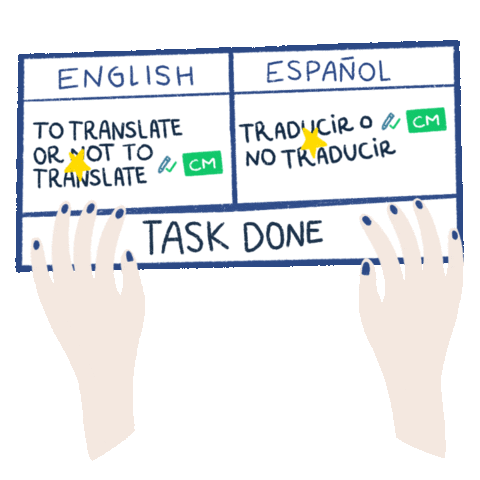 ENGLISH
TO TRANSLATE
OR NOT TO
TRANSLATE CM
ESPAÑOL
TRADUCIR O CM
NO TRADUCIR
TASK DONE